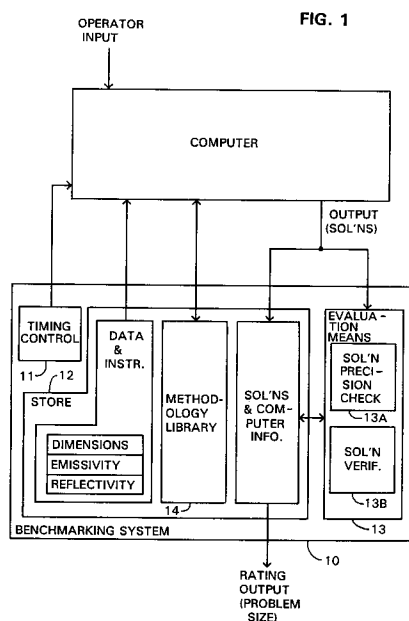 FIG. 1
OPERATOR
INPUT
COMPUTER
OUTPUT
(SOL'NS)
TIMING
CONTROL
11
12
STORE
DATA
& 
INSTR.
DIMENSIONS
EMISSIVITY
REFLECTIVITY
METHODOLOGY
LIBRARY
14
SOL'NS
& COM-
PUTER
INFO.
EVALUA-
TION
MEANS
SOL'N
PRECI-
SION
CHECK
13A
SOL'N
VERIF.
13B
13
BENCHMARKING SYSTEM
10
RATING
OUTPUT
(PROBLEM
SIZE)